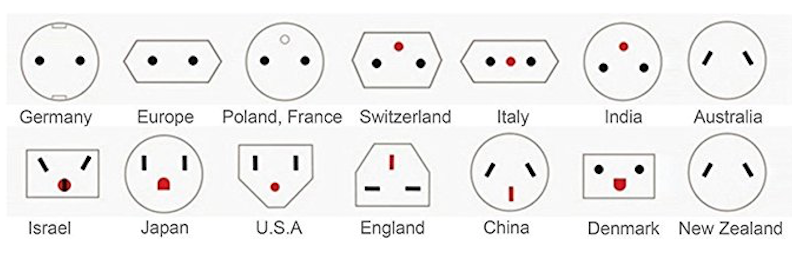 Germany Europe Poland, France Switzerland Italy India Australia
Israel Japan U.S.A England China Denmark New Zealand